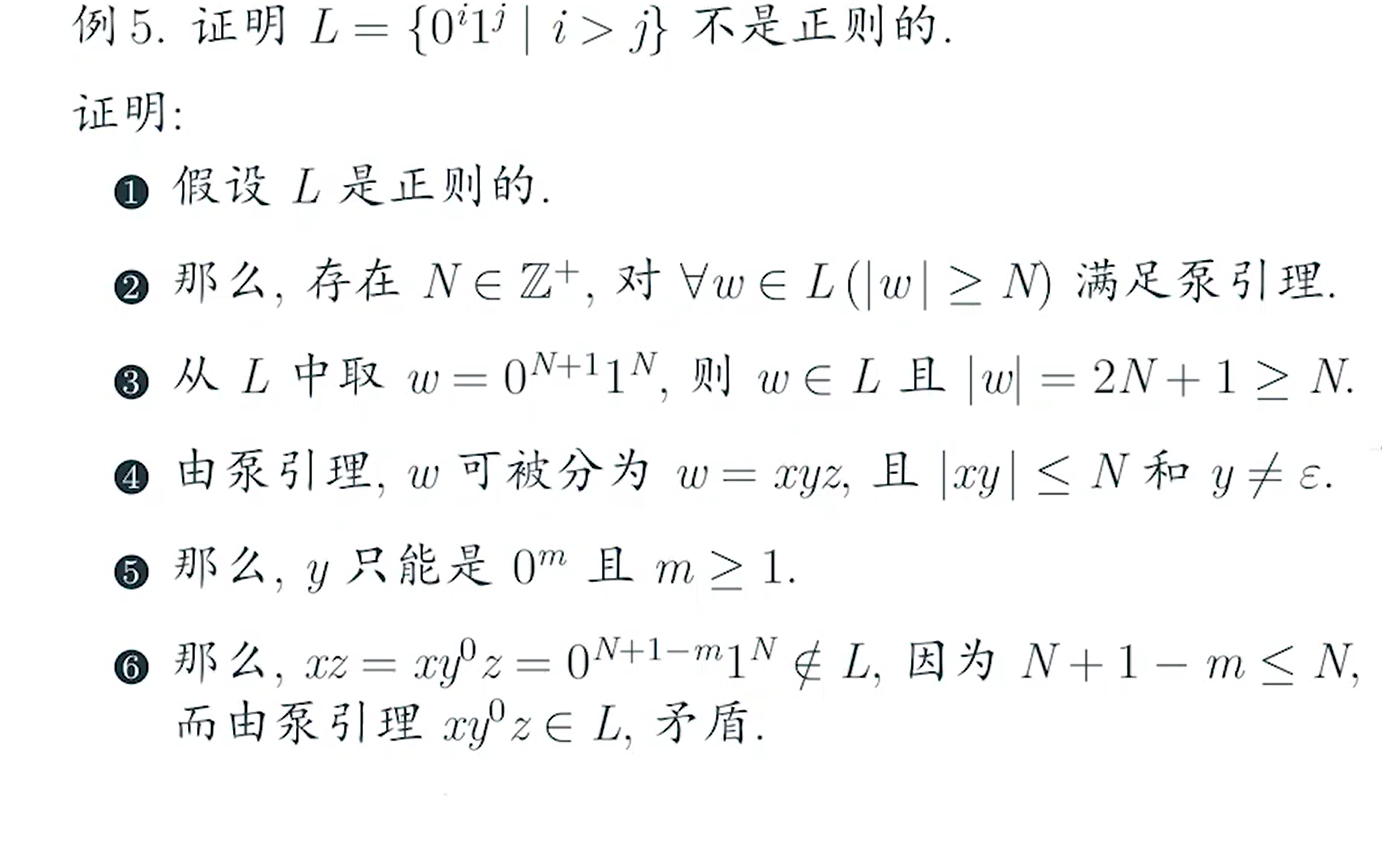 例 5. 证明 $L = \{0^i1^j \mid i > j\}$ 不是正则的.
证明:
❶ 假设 $L$ 是正则的.
❷ 那么, 存在 $N \in \mathbb{Z}^+$, 对 $\forall w \in L\,(|w| \geq N)$ 满足泵引理.
❸ 从 $L$ 中取 $w = 0^{N+1}1^N$, 则 $w \in L$ 且 $|w| = 2N + 1 \geq N$.
❹ 由泵引理, $w$ 可被分为 $w = xyz$, 且 $|xy| \leq N$ 和 $y \neq \varepsilon$.
❺ 那么, $y$ 只能是 $0^m$ 且 $m \geq 1$.
❻ 那么, $xz = xy^0z = 0^{N+1-m}1^N \notin L$, 因为 $N + 1 - m \leq N$,
而由泵引理 $xy^0z \in L$, 矛盾.